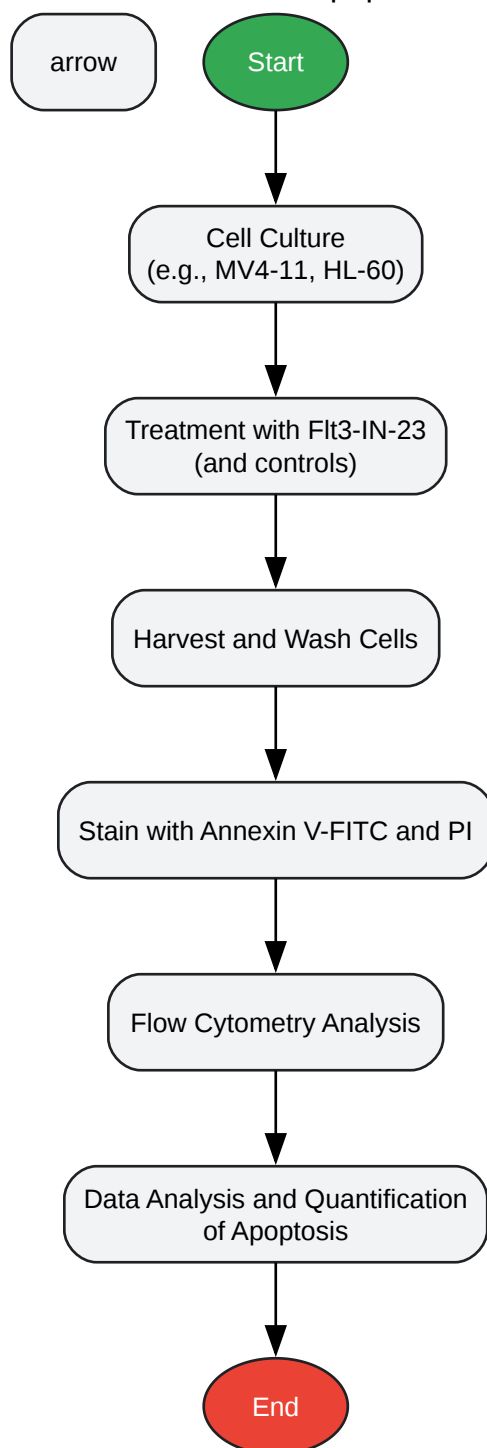 arrow
Start
Cell Culture
(e.g., MV4-11, HL-60)
Treatment with Flt3-IN-23
(and controls)
Harvest and Wash Cells
Stain with Annexin V-FITC and PI
Flow Cytometry Analysis
Data Analysis and Quantification
of Apoptosis
End